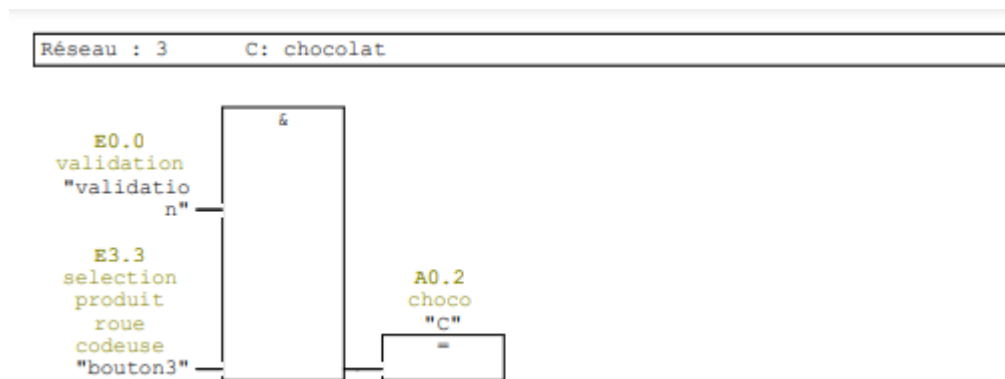 Réseau : 3 C: chocolat
&
E0.0
validation
"validatio
n"
E3.3
selection
produit
roue
codeuse
"bouton3"
A0.2
choco
"C"
=